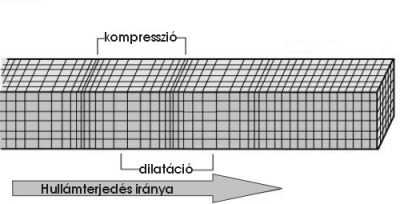 kompresszió
dilatáció
Hullámterjedés iránya